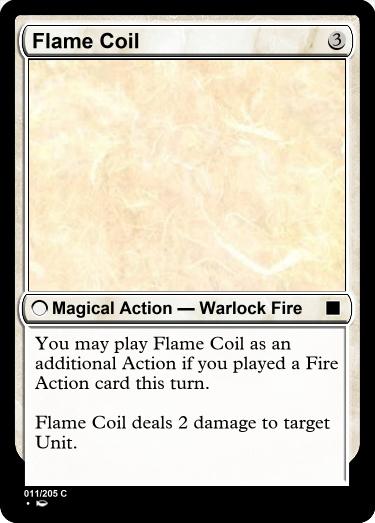 Flame Coil 3
Magical Action — Warlock Fire
You may play Flame Coil as an
additional Action if you played a Fire
Action card this turn.
Flame Coil deals 2 damage to target
Unit.
011/205 C